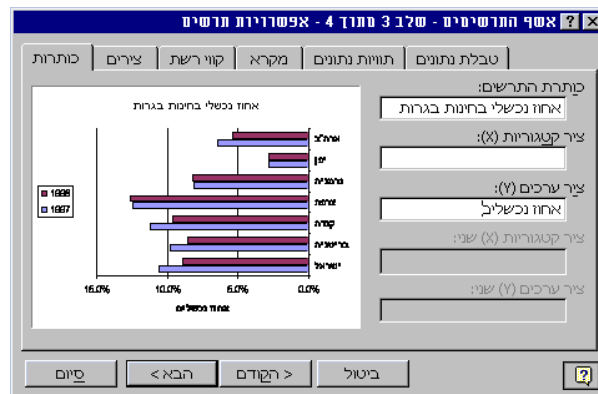 אשף התרשימים - שלב 3 מתוך 4 - אפשרויות תרשים
טבלת נתונים תוויות נתונים מקרא קווי רשת צירים כותרות
כותרת התרשים:
אחוז נכשלי בחינות בגרות
ציר קטגוריות (X):
ציר ערכים (Y):
אחוז נכשלים
ציר קטגוריות (X) שני:
ציר ערכים (Y) שני:
אחוז נכשלי בחינות בגרות
ארה"ב
יפן
גרמניה
צרפת
קנדה
בריטניה
ישראל
0.0% 5.0% 10.0% 15.0%
אחוז נכשלים
1997
ביטול < הקודם הבא > סיום